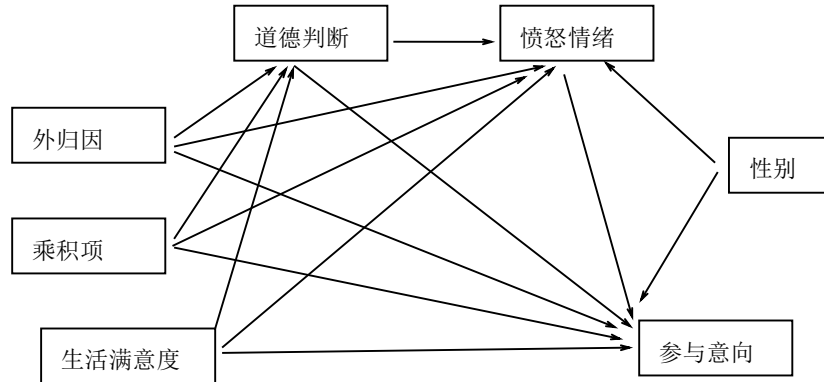 道德判断
愤怒情绪
外归因
性别
乘积项
生活满意度
参与意向